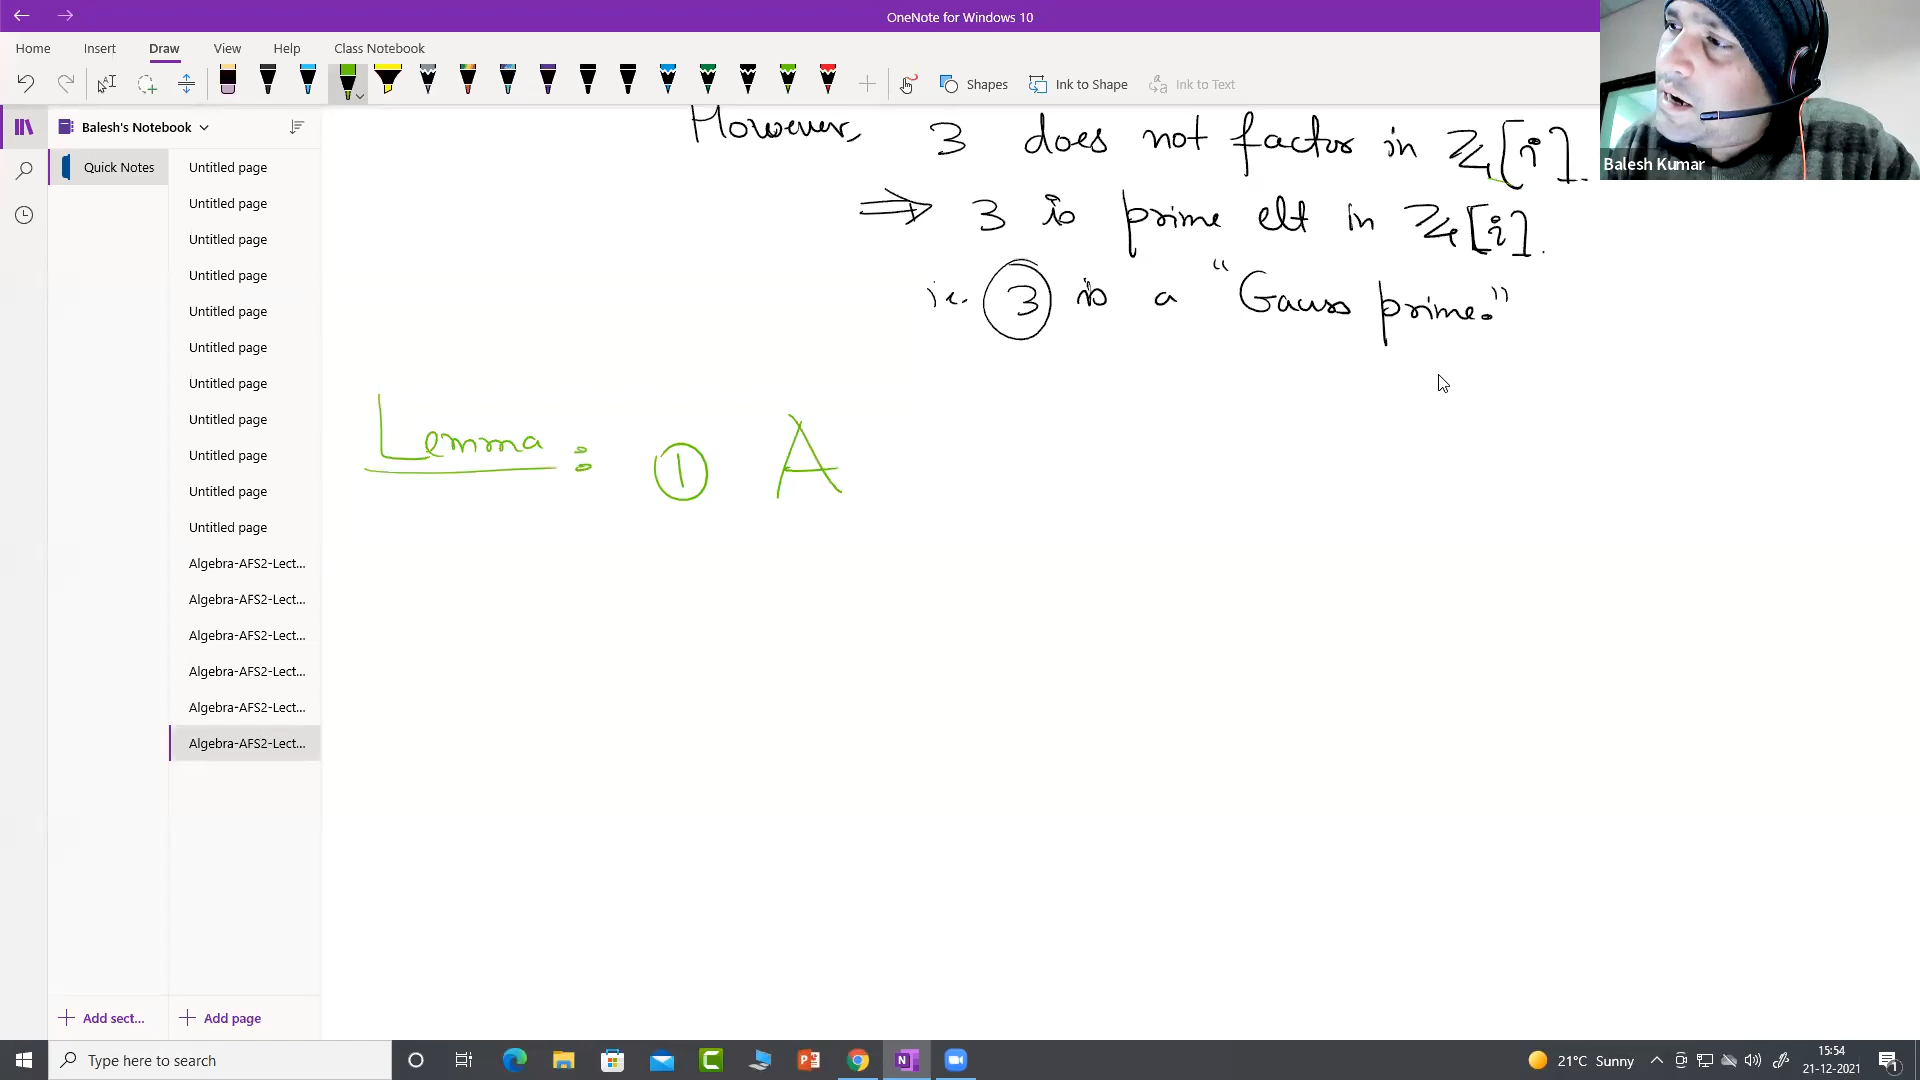 OneNote for Windows 10
Home Insert Draw View Help Class Notebook
Shapes Ink to Shape Ink to Text
Balesh's Notebook
Quick Notes
Untitled page
Untitled page
Untitled page
Untitled page
Untitled page
Untitled page
Untitled page
Untitled page
Untitled page
Untitled page
Untitled page
Algebra-AFS2-Lect...
Algebra-AFS2-Lect...
Algebra-AFS2-Lect...
Algebra-AFS2-Lect...
Algebra-AFS2-Lect...
Algebra-AFS2-Lect...
Add sect...
Add page
However, 3 does not factor in ℤ[i].
⇒ 3 is prime elt in ℤ[i].
i.e. 3 is a "Gauss prime."
Lemma: ① A
Balesh Kumar
Type here to search
21°C Sunny
15:54
21-12-2021
1